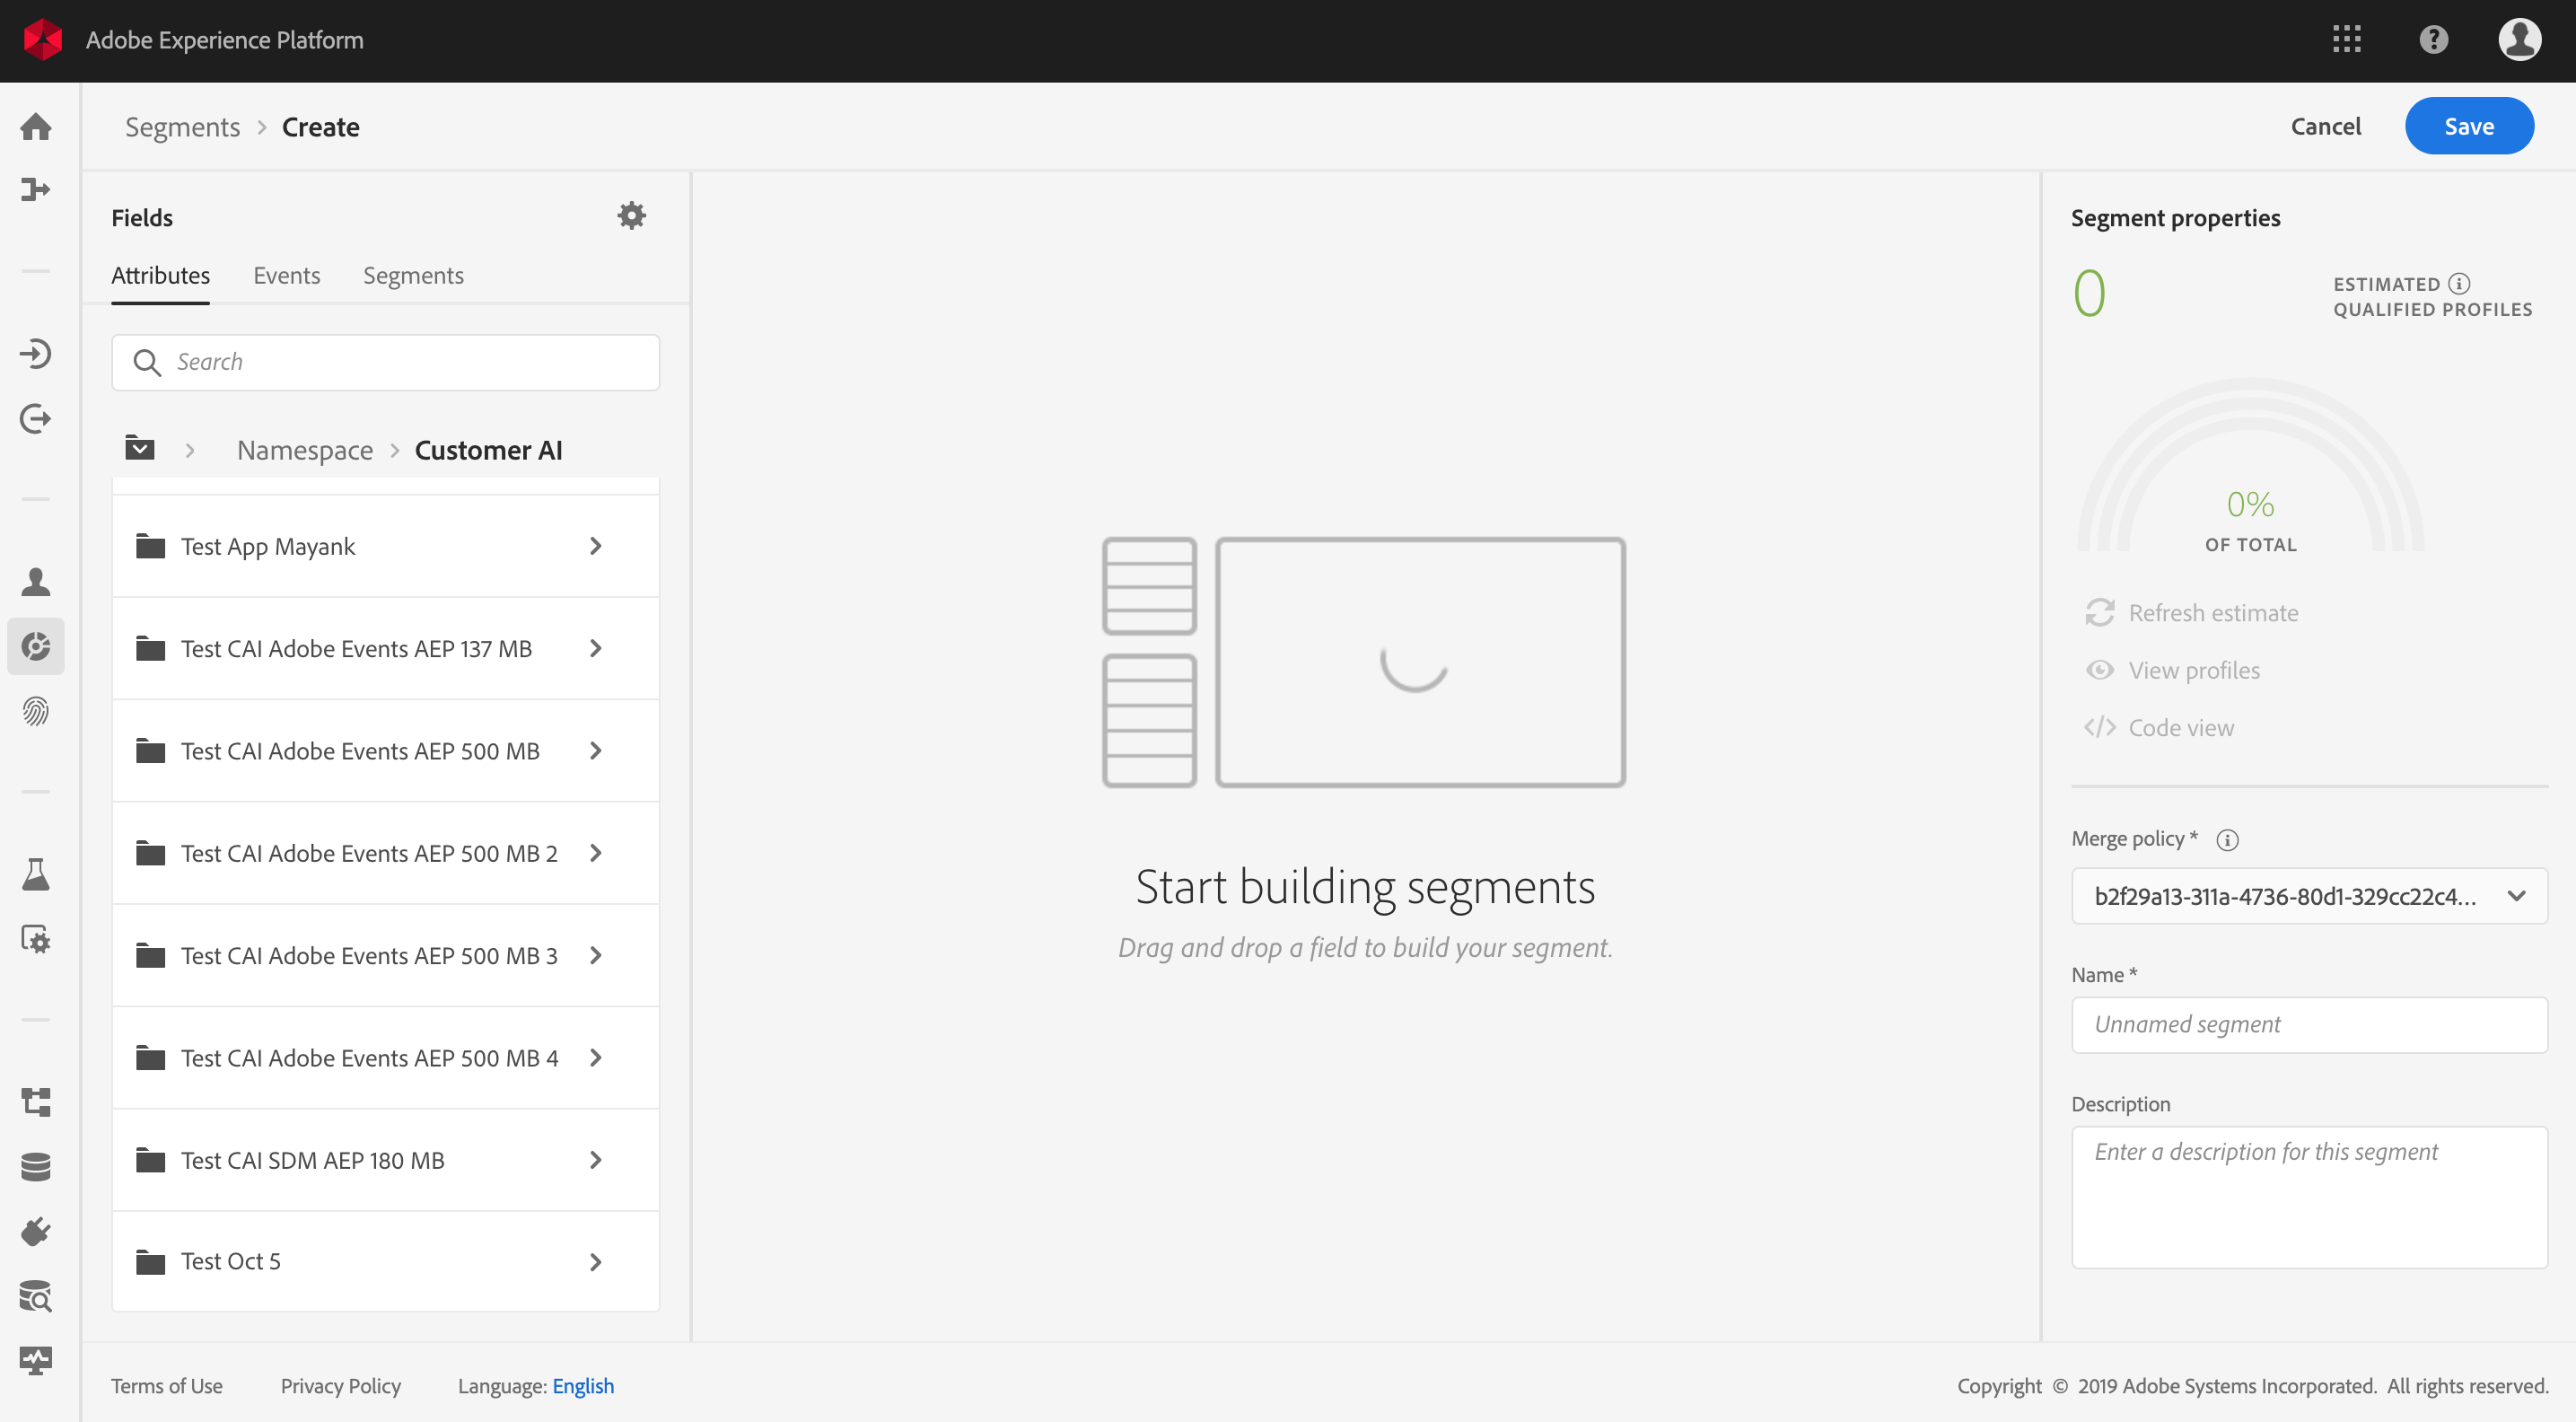 Adobe Experience Platform
?
Segments > Create
Cancel
Save
Fields
Attributes
Events
Segments
Search
Namespace > Customer AI
Test App Mayank
Test CAI Adobe Events AEP 137 MB
Test CAI Adobe Events AEP 500 MB
Test CAI Adobe Events AEP 500 MB 2
Test CAI Adobe Events AEP 500 MB 3
Test CAI Adobe Events AEP 500 MB 4
Test CAI SDM AEP 180 MB
Test Oct 5
Start building segments
Drag and drop a field to build your segment.
Segment properties
0
ESTIMATED
QUALIFIED PROFILES
0%
OF TOTAL
Refresh estimate
View profiles
</> Code view
Merge policy *
b2f29a13-311a-4736-80d1-329cc22c4...
Name *
Unnamed segment
Description
Enter a description for this segment
Terms of Use
Privacy Policy
Language: English
Copyright © 2019 Adobe Systems Incorporated. All rights reserved.